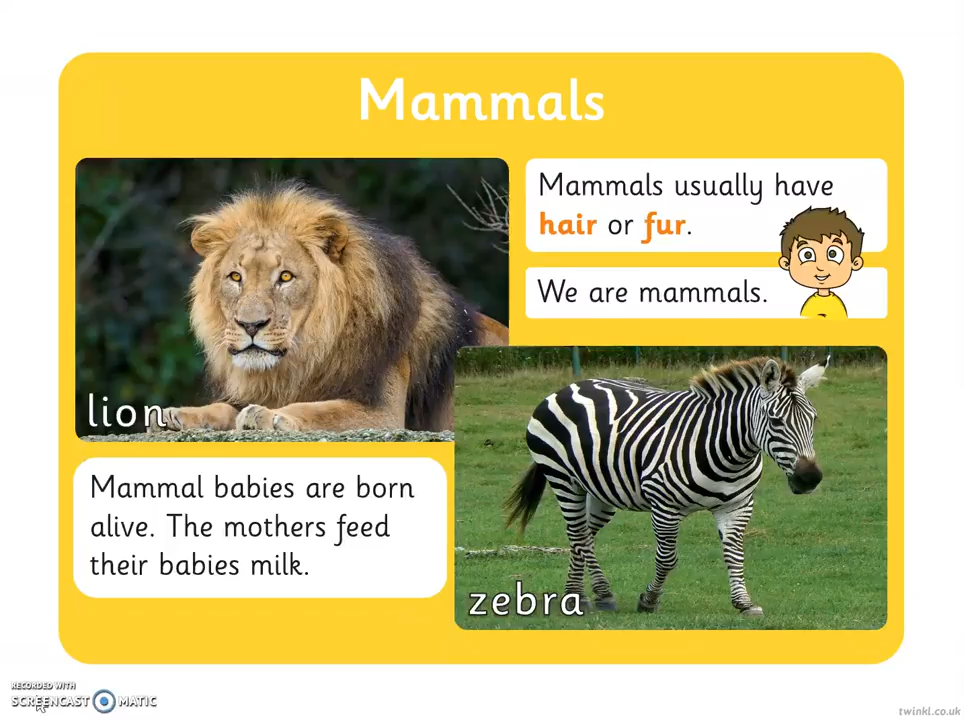 Mammals
Mammals usually have
hair or fur.
We are mammals.
lion
Mammal babies are born
alive. The mothers feed
their babies milk.
zebra
RECORDED WITH
SCREENCAST MATIC
twinkl.co.uk